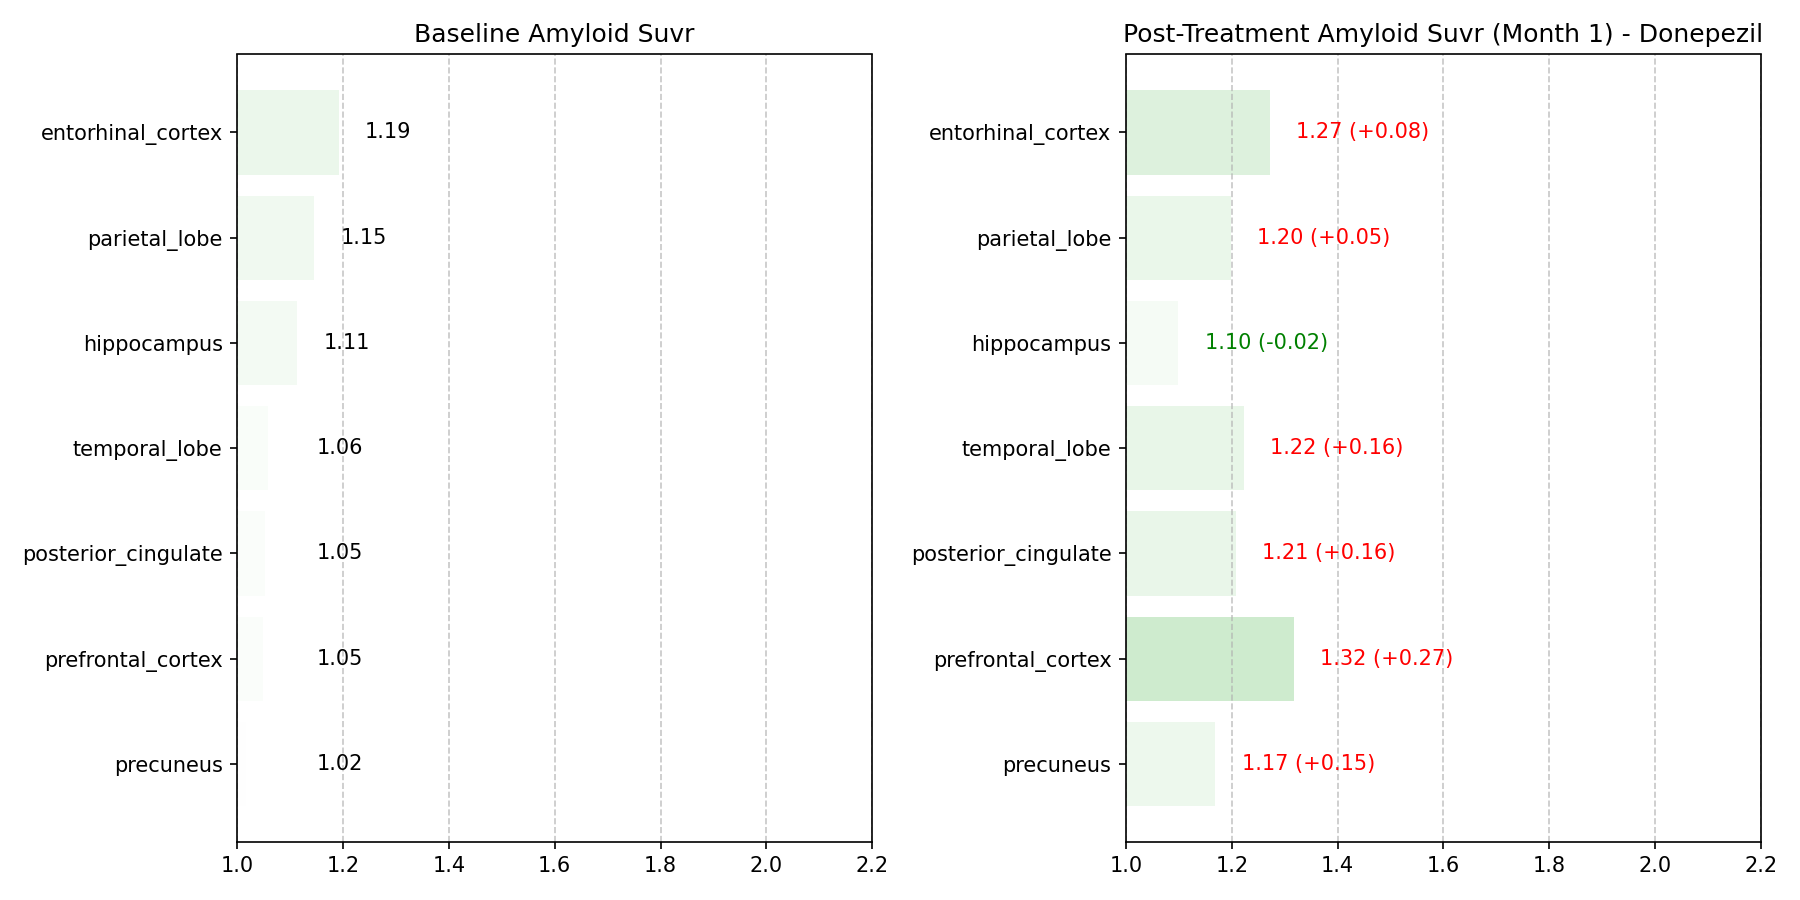 Baseline Amyloid Suvr
entorhinal_cortex
1.19
parietal_lobe
1.15
hippocampus
1.11
temporal_lobe
1.06
posterior_cingulate
1.05
prefrontal_cortex
1.05
precuneus
1.02
1.0 1.2 1.4 1.6 1.8 2.0 2.2
Post-Treatment Amyloid Suvr (Month 1) - Donepezil
entorhinal_cortex
1.27 (+0.08)
parietal_lobe
1.20 (+0.05)
hippocampus
1.10 (-0.02)
temporal_lobe
1.22 (+0.16)
posterior_cingulate
1.21 (+0.16)
prefrontal_cortex
1.32 (+0.27)
precuneus
1.17 (+0.15)
1.0 1.2 1.4 1.6 1.8 2.0 2.2